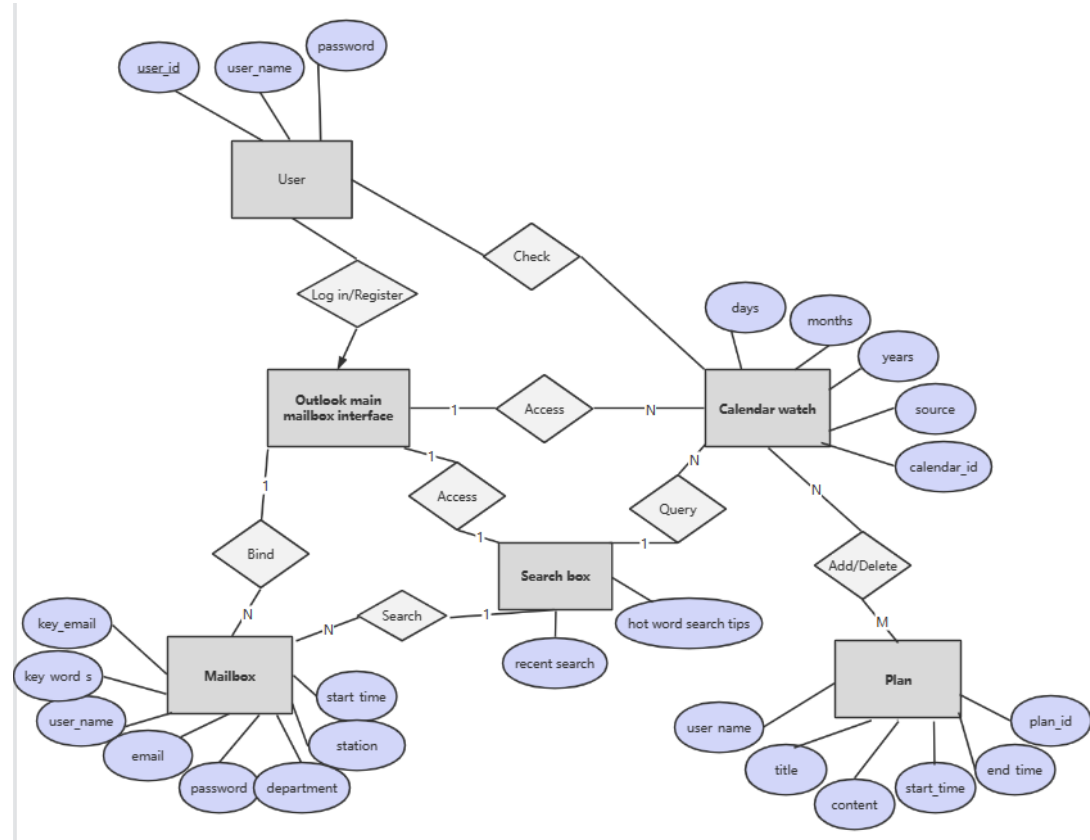 password
user_id
user_name
User
Check
Log in/Register
days
months
years
Outlook main
mailbox interface
1
Access
N
Calendar watch
source
calendar_id
1
1
Access
N
N
Query
1
1
Bind
Search box
Add/Delete
N
N
Search
1
hot word search tips
M
key_email
recent search
key word s
Mailbox
start time
Plan
user_name
station
user name
plan_id
email
title
end time
password
department
content
start_time